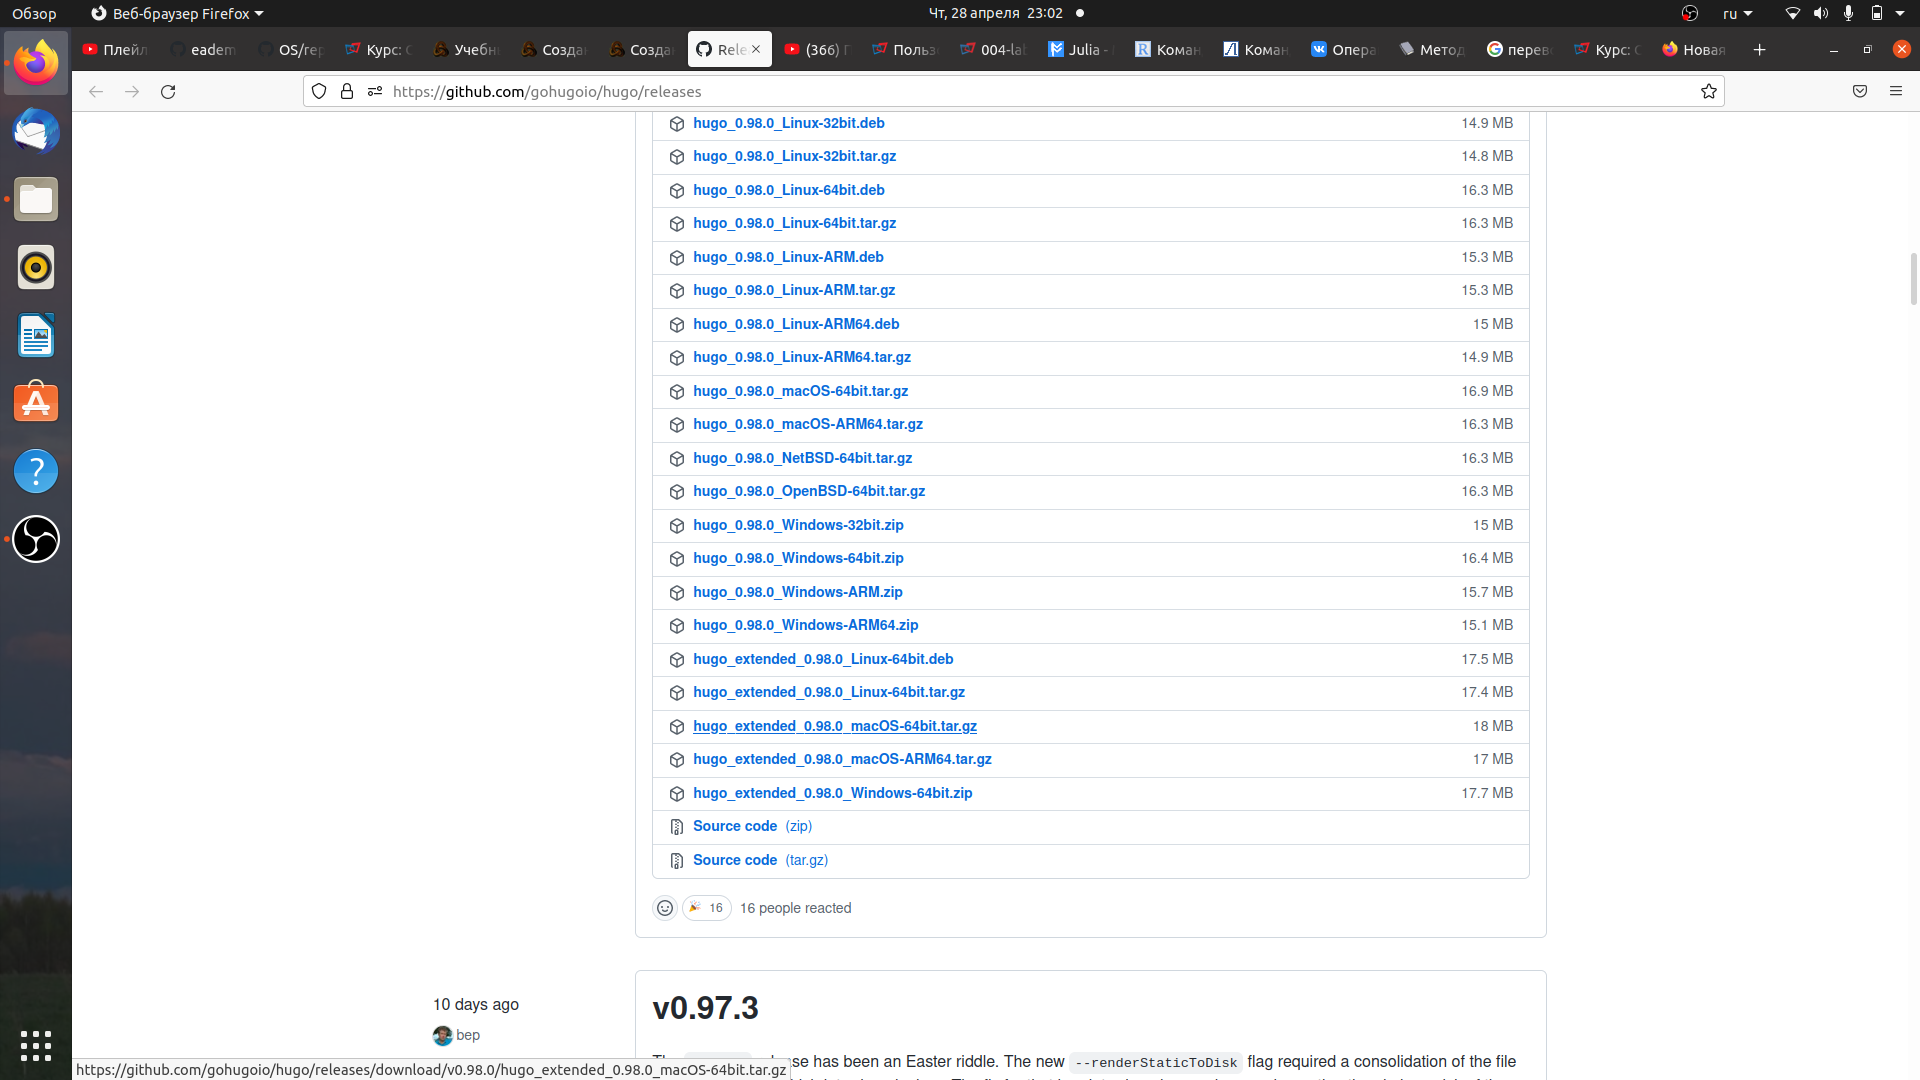 Обзор
Веб-браузер Firefox
Чт, 28 апреля 23:02
ru
Плейл
eadem
OS/rep
Курс: С
Учебн
Создан
Создан
Rele
(366) П
Пользо
004-lab
Julia -
Коман
Коман
Опера
Метод
перев
Курс: С
Новая
https://github.com/gohugoio/hugo/releases
hugo_0.98.0_Linux-32bit.deb 14.9 MB
hugo_0.98.0_Linux-32bit.tar.gz 14.8 MB
hugo_0.98.0_Linux-64bit.deb 16.3 MB
hugo_0.98.0_Linux-64bit.tar.gz 16.3 MB
hugo_0.98.0_Linux-ARM.deb 15.3 MB
hugo_0.98.0_Linux-ARM.tar.gz 15.3 MB
hugo_0.98.0_Linux-ARM64.deb 15 MB
hugo_0.98.0_Linux-ARM64.tar.gz 14.9 MB
hugo_0.98.0_macOS-64bit.tar.gz 16.9 MB
hugo_0.98.0_macOS-ARM64.tar.gz 16.3 MB
hugo_0.98.0_NetBSD-64bit.tar.gz 16.3 MB
hugo_0.98.0_OpenBSD-64bit.tar.gz 16.3 MB
hugo_0.98.0_Windows-32bit.zip 15 MB
hugo_0.98.0_Windows-64bit.zip 16.4 MB
hugo_0.98.0_Windows-ARM.zip 15.7 MB
hugo_0.98.0_Windows-ARM64.zip 15.1 MB
hugo_extended_0.98.0_Linux-64bit.deb 17.5 MB
hugo_extended_0.98.0_Linux-64bit.tar.gz 17.4 MB
hugo_extended_0.98.0_macOS-64bit.tar.gz 18 MB
hugo_extended_0.98.0_macOS-ARM64.tar.gz 17 MB
hugo_extended_0.98.0_Windows-64bit.zip 17.7 MB
Source code (zip)
Source code (tar.gz)
16 16 people reacted
10 days ago
bep
v0.97.3
has been an Easter riddle. The new --renderStaticToDisk flag required a consolidation of the file
https://github.com/gohugoio/hugo/releases/download/v0.98.0/hugo_extended_0.98.0_macOS-64bit.tar.gz